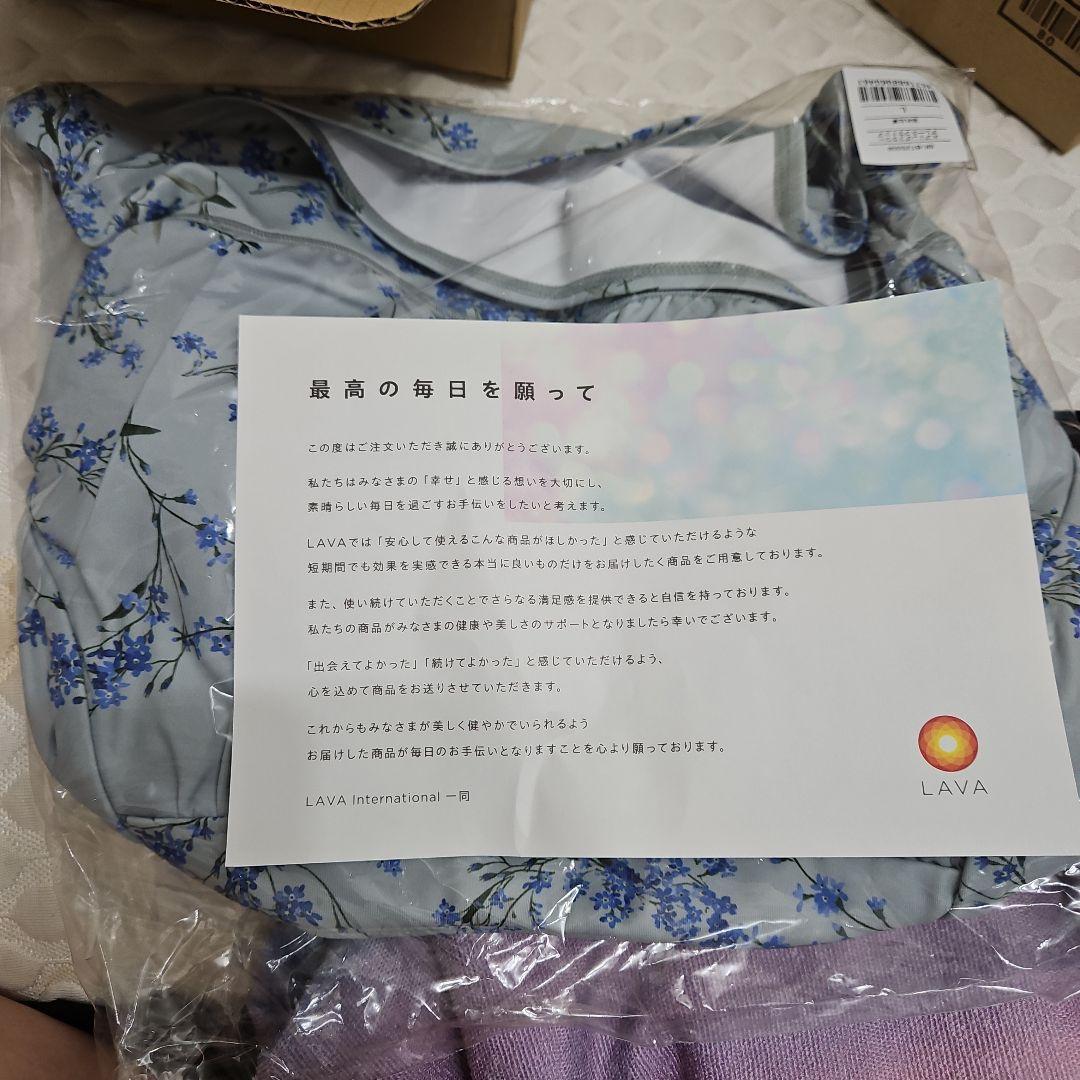 最高の毎日を願って
この度はご注文いただき誠にありがとうございます。
私たちはみなさまの「幸せ」と感じる想いを大切にし、
素晴らしい毎日を過ごすお手伝いをしたいと考えます。
LAVAでは「安心して使えるこんな商品がほしかった」と感じていただけるような
短期間でも効果を実感できる本当に良いものだけをお届けしたく商品をご用意しております。
また、使い続けていただくことでさらなる満足感を提供できると自信を持っております。
私たちの商品がみなさまの健康や美しさのサポートとなりましたら幸いでございます。
「出会えてよかった」「続けてよかった」と感じていただけるよう、
心を込めて商品をお送りさせていただきます。
これからもみなさまが美しく健やかでいられるよう
お届けした商品が毎日のお手伝いとなりますことを心より願っております。
LAVA International 一同
LAVA